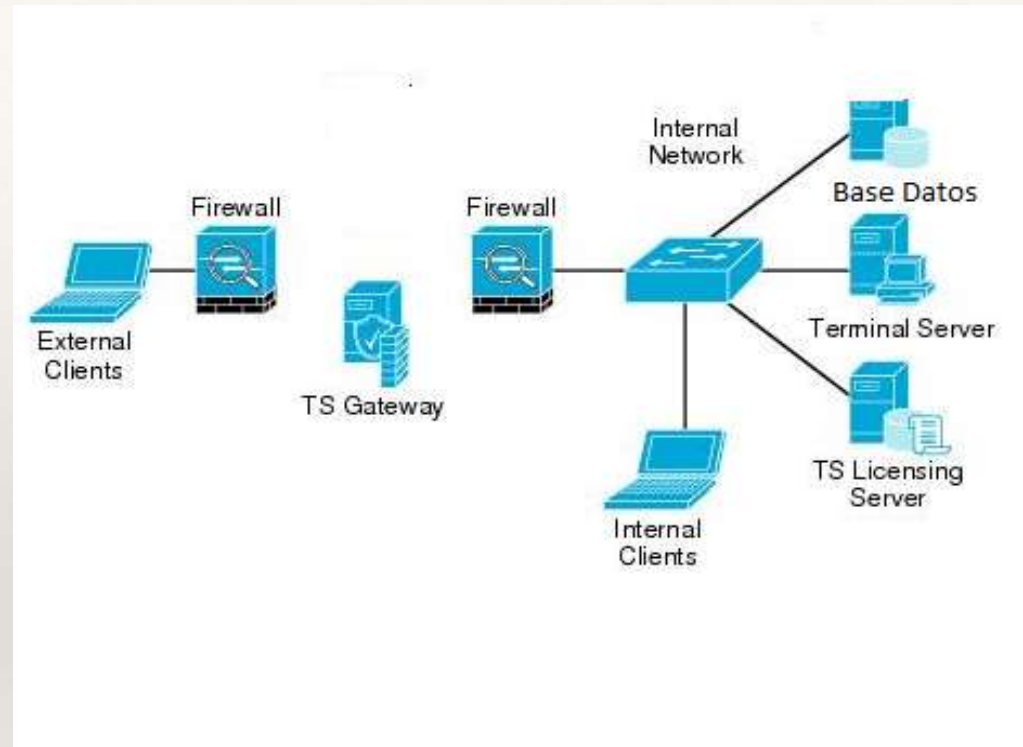 Internal
Network
Base Datos
Firewall
Firewall
External
Clients
TS Gateway
Terminal Server
TS Licensing
Server
Internal
Clients